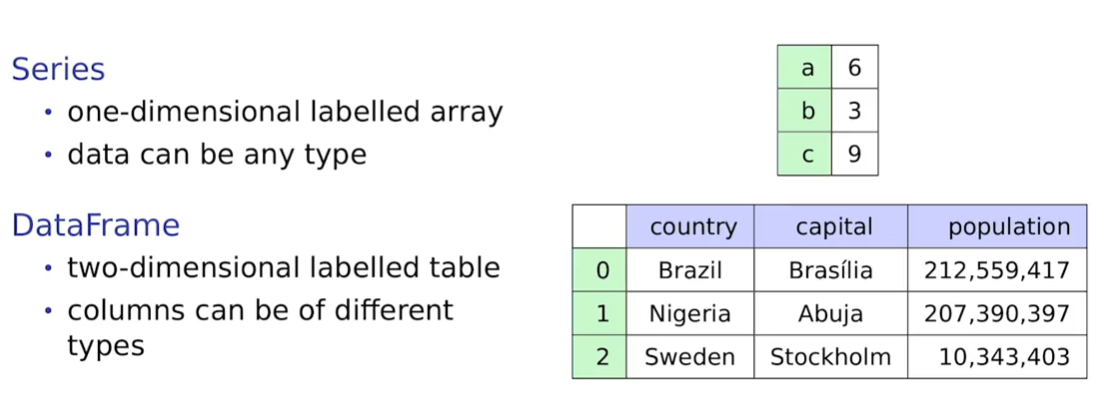 Series
• one-dimensional labelled array
• data can be any type
a 6
b 3
c 9
DataFrame
• two-dimensional labelled table
• columns can be of different
types
country capital population
0 Brazil Brasília 212,559,417
1 Nigeria Abuja 207,390,397
2 Sweden Stockholm 10,343,403